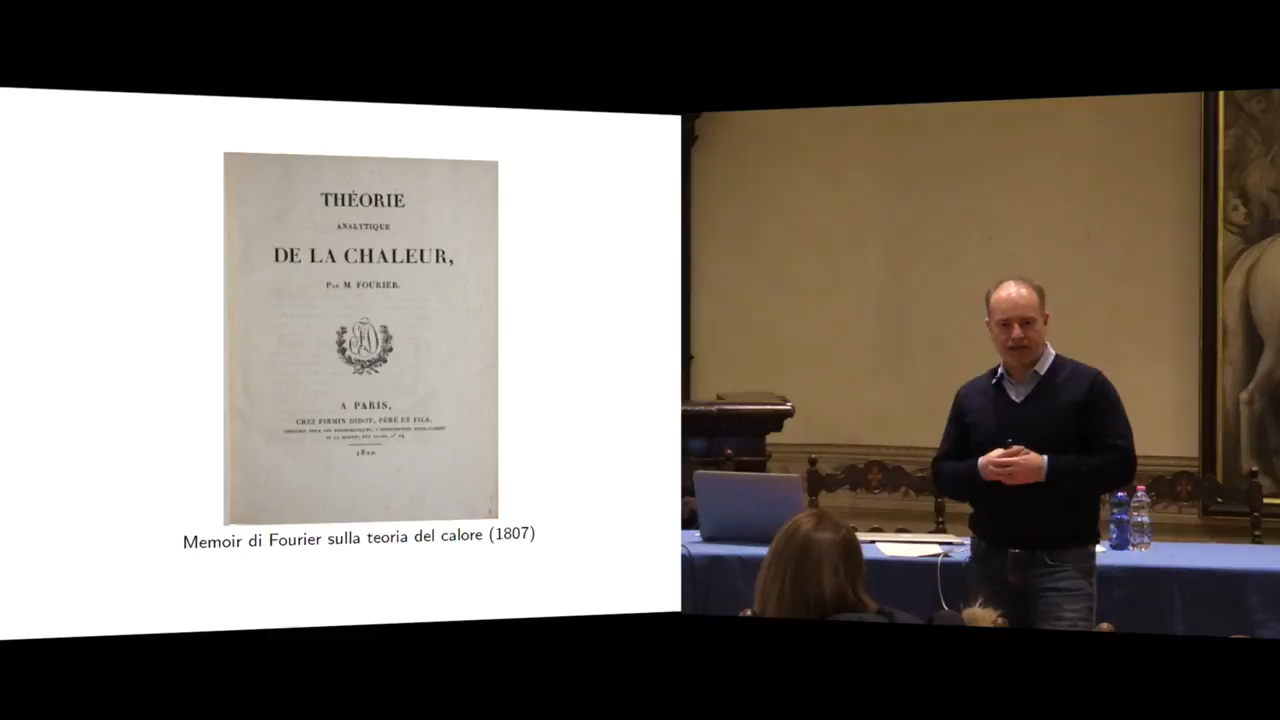 THÉORIE
ANALYTIQUE
DE LA CHALEUR,
PAR M. FOURIER.
A PARIS,
CHEZ FIRMIN DIDOT, PÈRE ET FILS,
Memoir di Fourier sulla teoria del calore (1807)